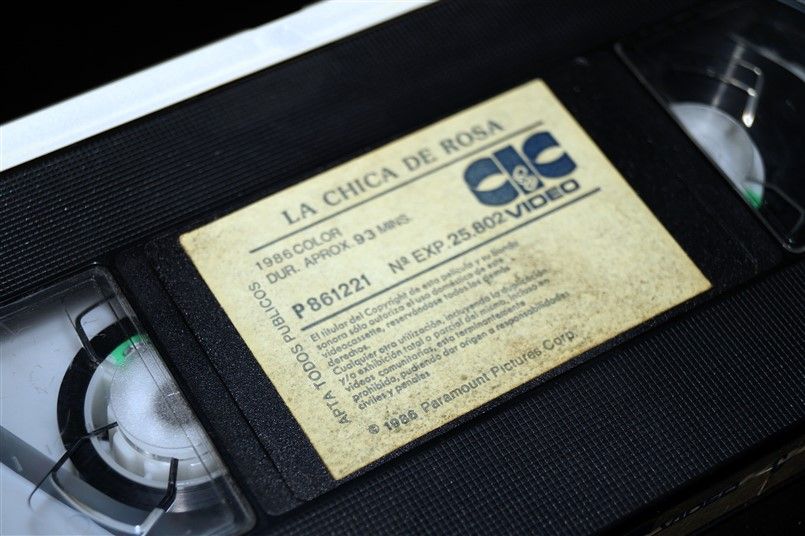 LA CHICA DE ROSA
CIC
VIDEO
1986 COLOR
DUR. APROX. 93 MINS.
P861221 Nº EXP. 25.802
APTA TODOS PUBLICOS
El titular del Copyright de esta película y su banda
sonora sólo autoriza el uso doméstico de esta
videocassette, reservándose todos los demás
derechos.
Cualquier otra utilización, incluyendo la distribución
y/o exhibición total o parcial del mismo, incluso en
videos comunitarios, esta terminantemente
prohibida, pudiendo dar origen a responsabilidades
civiles y penales
© 1986 Paramount Pictures Corp.